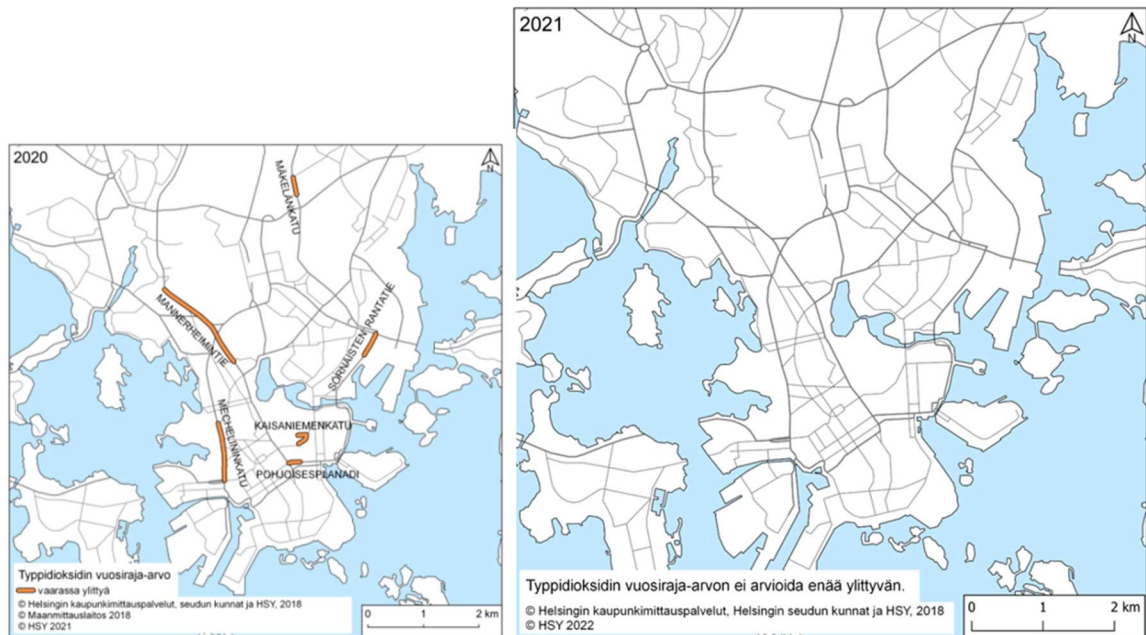 2020
N
MÄKELÄNKATU
MANNERHEIMINTIE
SÖRNÄISTEN RANTATIE
MECHELININKATU
KAISANIEMENKATU
POHJOISESPLANADI
Typpidioksidin vuosiraja-arvo
vaarassa ylittyä
© Helsingin kaupunkimittauspalvelut, seudun kunnat ja HSY, 2018
© Maanmittauslaitos 2018
© HSY 2021
0 1 2 km
2021
N
Typpidioksidin vuosiraja-arvon ei arvioida enää ylittyvän.
© Helsingin kaupunkimittauspalvelut, Helsingin seudun kunnat ja HSY, 2018
© HSY 2022
0 1 2 km